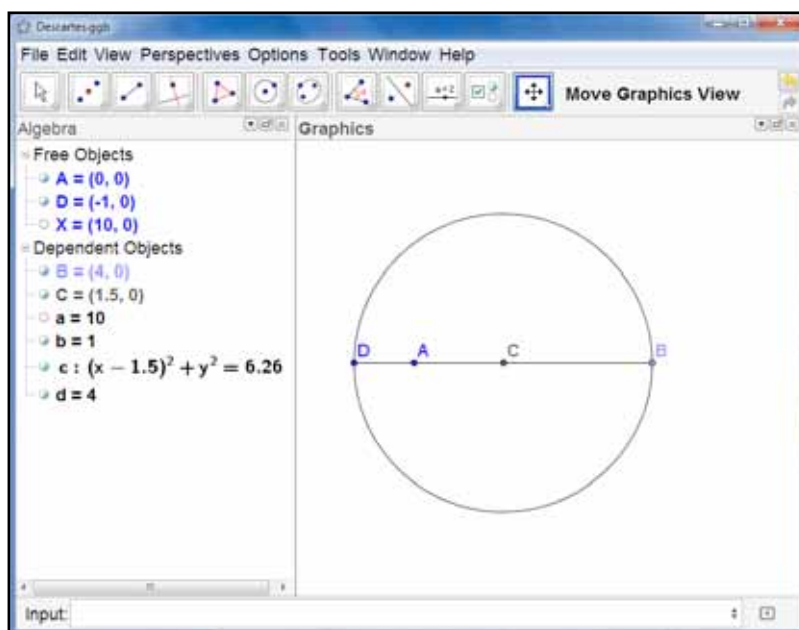 Descartes.ggb
File Edit View Perspectives Options Tools Window Help
a=2
Move Graphics View
Algebra
Graphics
Free Objects
A = (0, 0)
D = (-1, 0)
X = (10, 0)
Dependent Objects
B = (4, 0)
C = (1.5, 0)
a = 10
b = 1
c : (x − 1.5)² + y² = 6.26
d = 4
D A C B
Input: